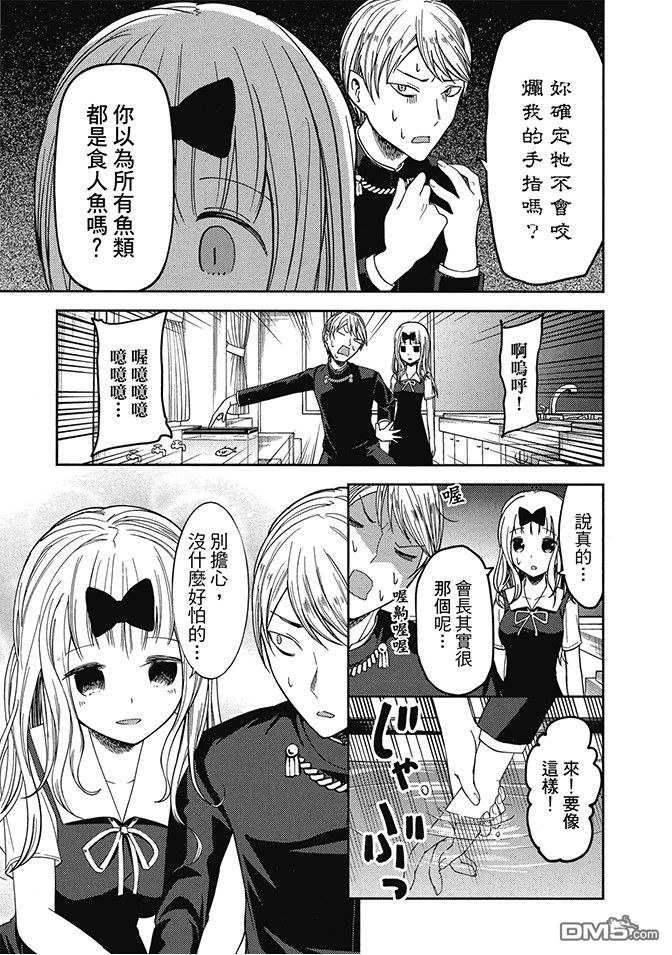 妳確定牠不會咬
爛我的手指嗎？
你以為所有魚類
都是食人魚嗎？
啊嗚呼！
喔噫噫噫
噫噫噫…
說真的…
會長其實很
那個呢…
喔
喔齁喔喔
來！要像
這樣！
じゃーぶっ
別擔心，
沒什麼好怕的…
DM5.com